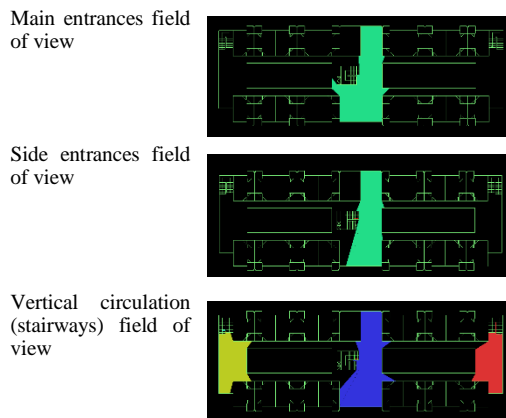 Main entrances field
of view
Side entrances field
of view
Vertical circulation
(stairways) field of
view